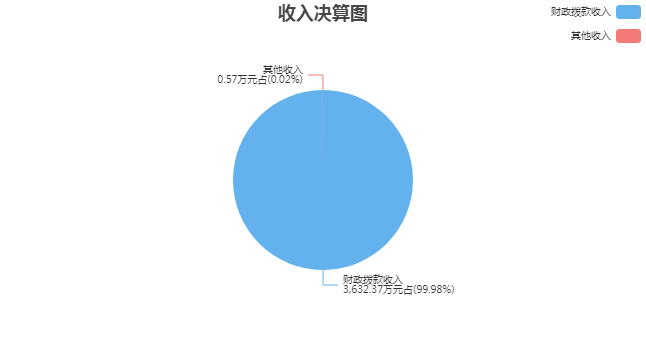 收入决算图
财政拨款收入
其他收入
其他收入
0.57万元占(0.02%)
财政拨款收入
3,632.37万元占(99.98%)